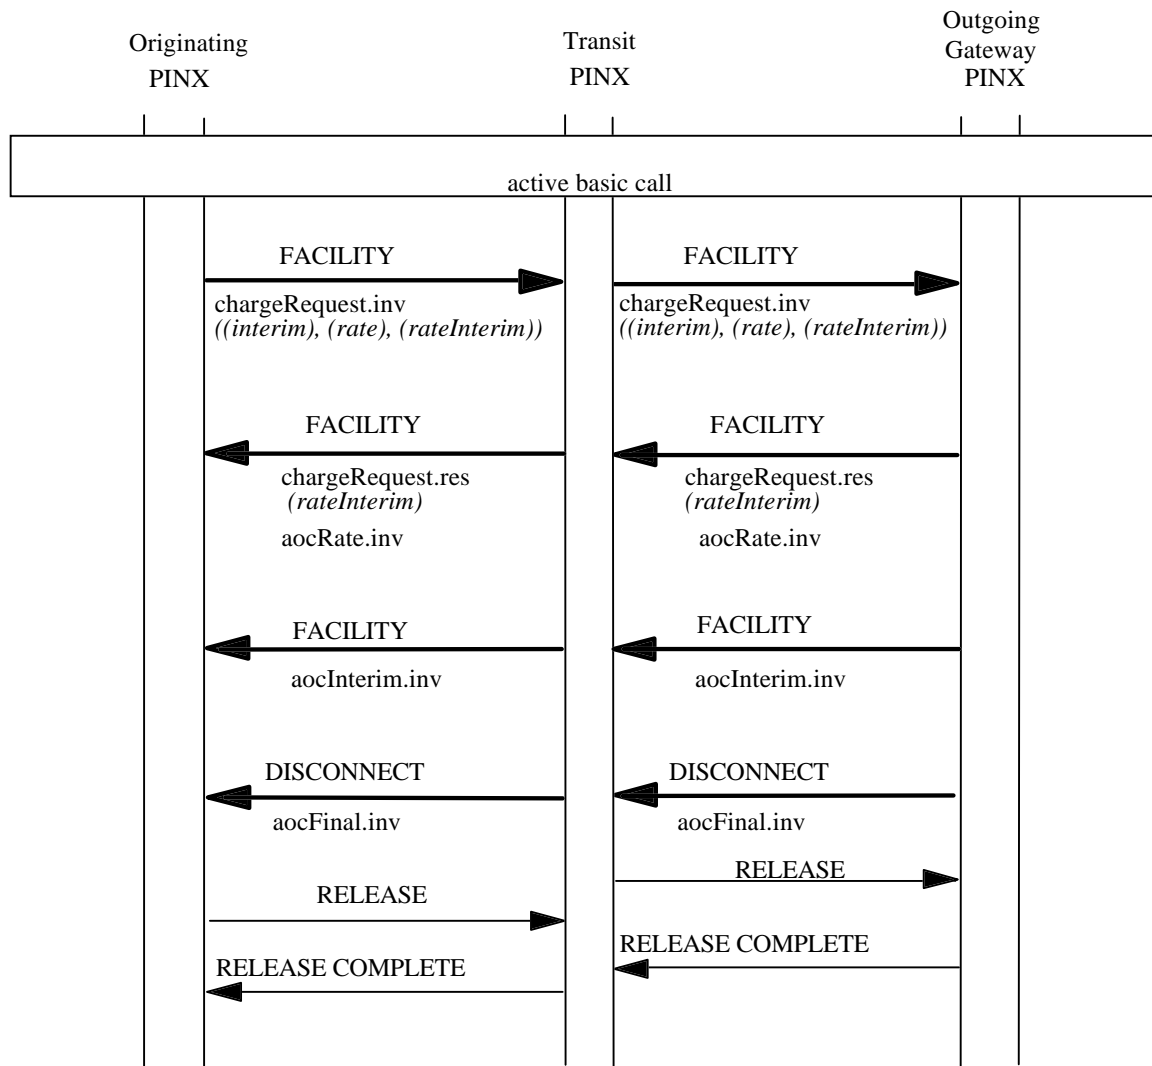 Originating
PINX
Transit
PINX
Outgoing
Gateway
PINX
active basic call
FACILITY
chargeRequest.inv
((interim), (rate), (rateInterim))
FACILITY
chargeRequest.inv
((interim), (rate), (rateInterim))
FACILITY
chargeRequest.res
(rateInterim)
aocRate.inv
FACILITY
chargeRequest.res
(rateInterim)
aocRate.inv
FACILITY
aocInterim.inv
FACILITY
aocInterim.inv
DISCONNECT
aocFinal.inv
DISCONNECT
aocFinal.inv
RELEASE
RELEASE
RELEASE COMPLETE
RELEASE COMPLETE